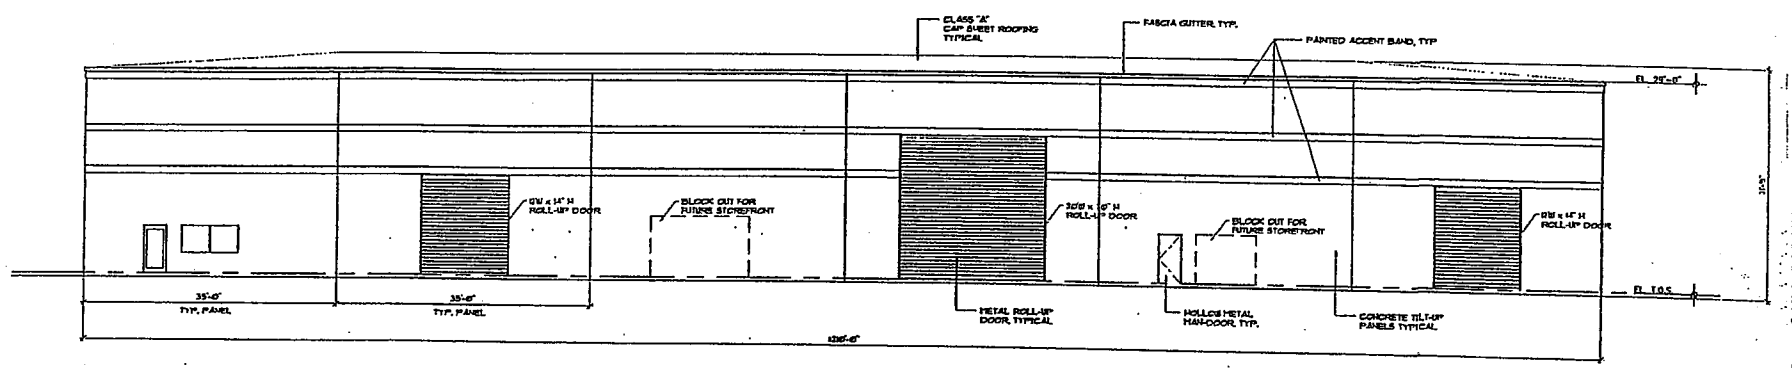 CLASS "A"
CAP SHEET ROOFING
TYPICAL
FASCIA GUTTER, TYP.
PAINTED ACCENT BAND, TYP
EL. 29'-0"
x 14' H
ROLL-UP DOOR
BLOCK OUT FOR
FUTURE STOREFRONT
ROLL-UP DOOR
BLOCK OUT FOR
FUTURE STOREFRONT
x 14' H
ROLL-UP DOOR
EL. T.O.S.
35'-0"
TYP. PANEL
35'-0"
TYP. PANEL
METAL ROLL-UP
DOOR, TYPICAL
HOLLOW METAL
MAN-DOOR, TYP.
CONCRETE TILT-UP
PANELS TYPICAL